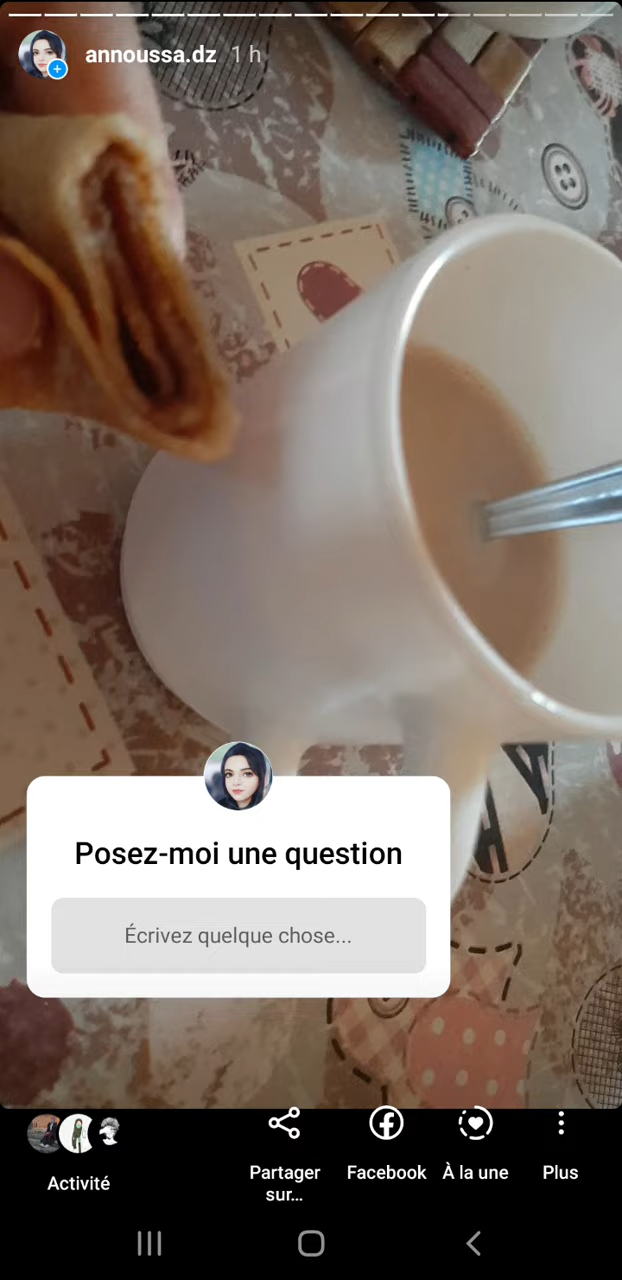 annoussa.dz 1 h
Posez-moi une question
Écrivez quelque chose...
Activité
Partager
sur...
Facebook
À la une
Plus